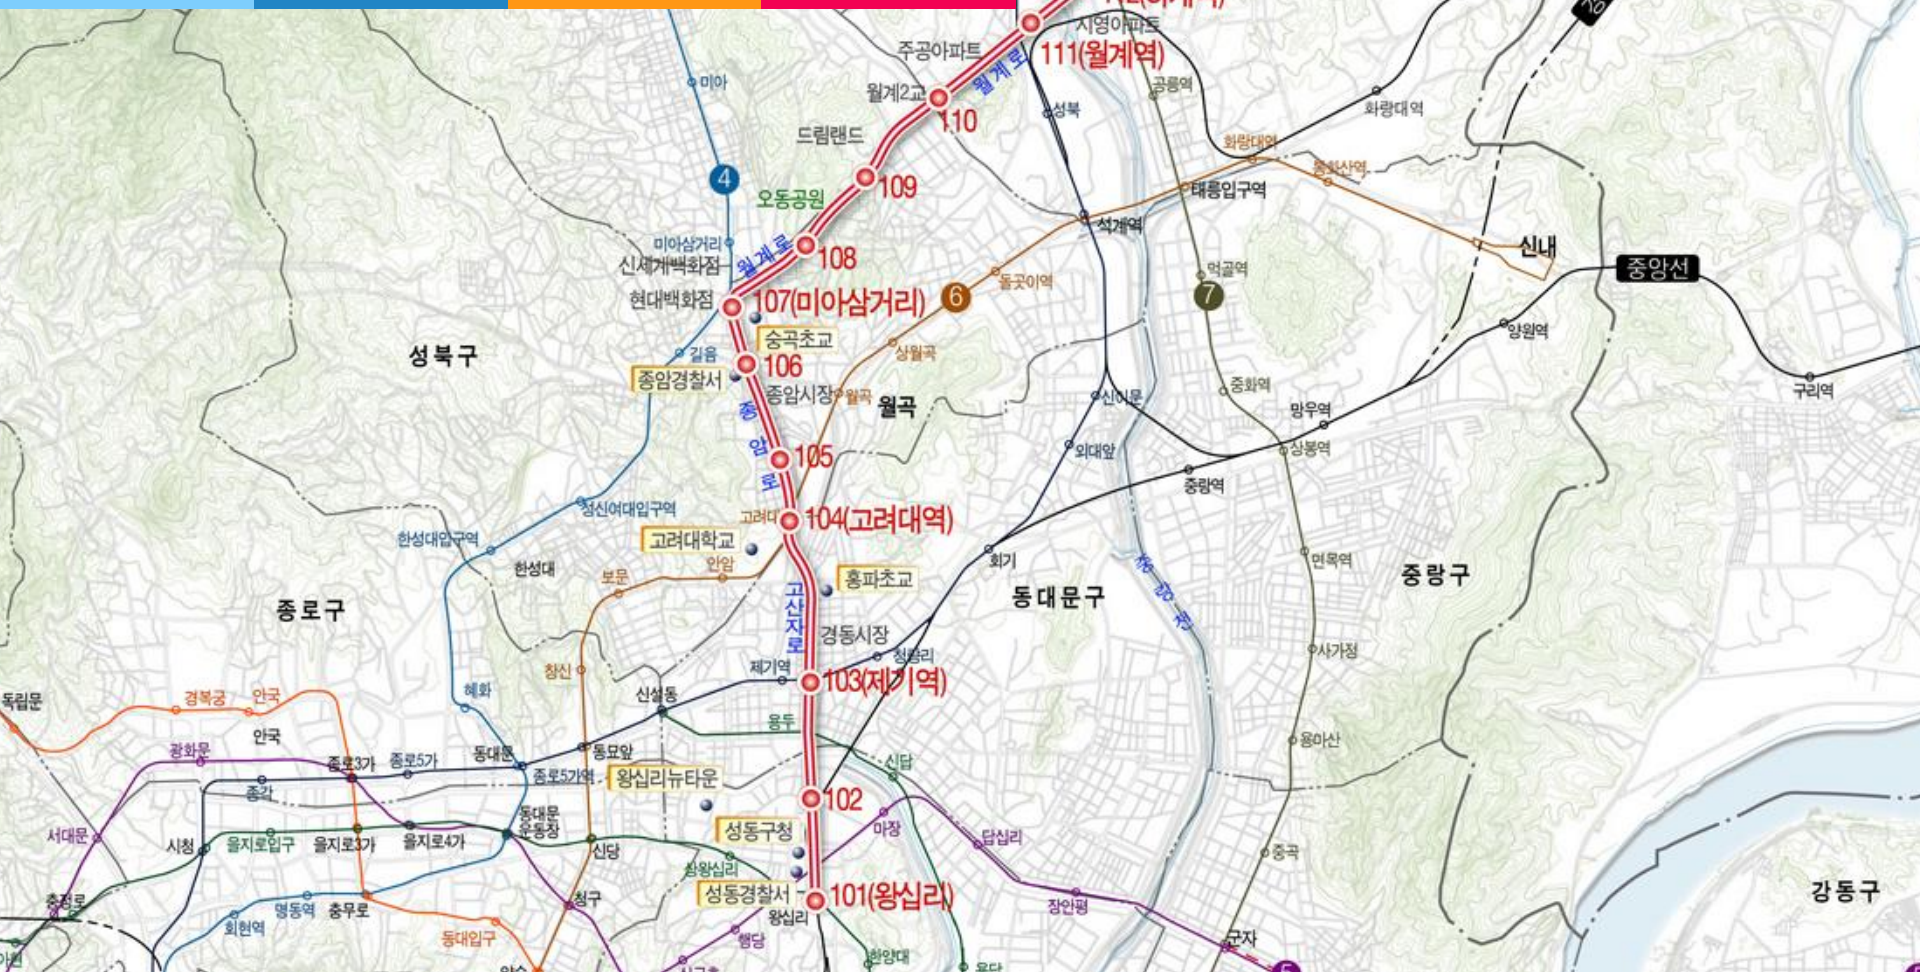 시영아파트
주공아파트
111(월계역)
월계로
미아
공릉역
월계2교
110
성북
화랑대역
드림랜드
화랑대역
4
109
태릉입구역
오동공원
석계역
미아삼거리
월계로
신세계백화점
108
신내
중앙선
먹골역
돌곶이역
현대백화점
107(미아삼거리)
6
7
양원역
숭곡초교
성북구
길음
106
상월곡
종암경찰서
종암시장
월곡
월곡
신이문
중화역
구리역
망우역
종암로
105
외대앞
상봉역
중랑역
성신여대입구역
고려대
104(고려대역)
한성대입구역
고려대학교
한성대
안암
회기
면목역
보문
홍파초교
중랑구
종로구
고산자로
동대문구
중랑천
경동시장
창신
제기역
청량리
사가정
103(제기역)
독립문
경복궁
안국
혜화
신설동
용두
안국
용마산
광화문
종로3가
종로5가
동대문
동묘앞
신답
종로5가역
왕십리뉴타운
종각
102
서대문
시청
을지로입구
을지로3가
을지로4가
동대문
운동장
신당
성동구청
마장
답십리
상왕십리
중곡
충정로
명동역
충무로
청구
성동경찰서
101(왕십리)
장안평
강동구
회현역
왕십리
동대입구
행당
군자
한양대
5